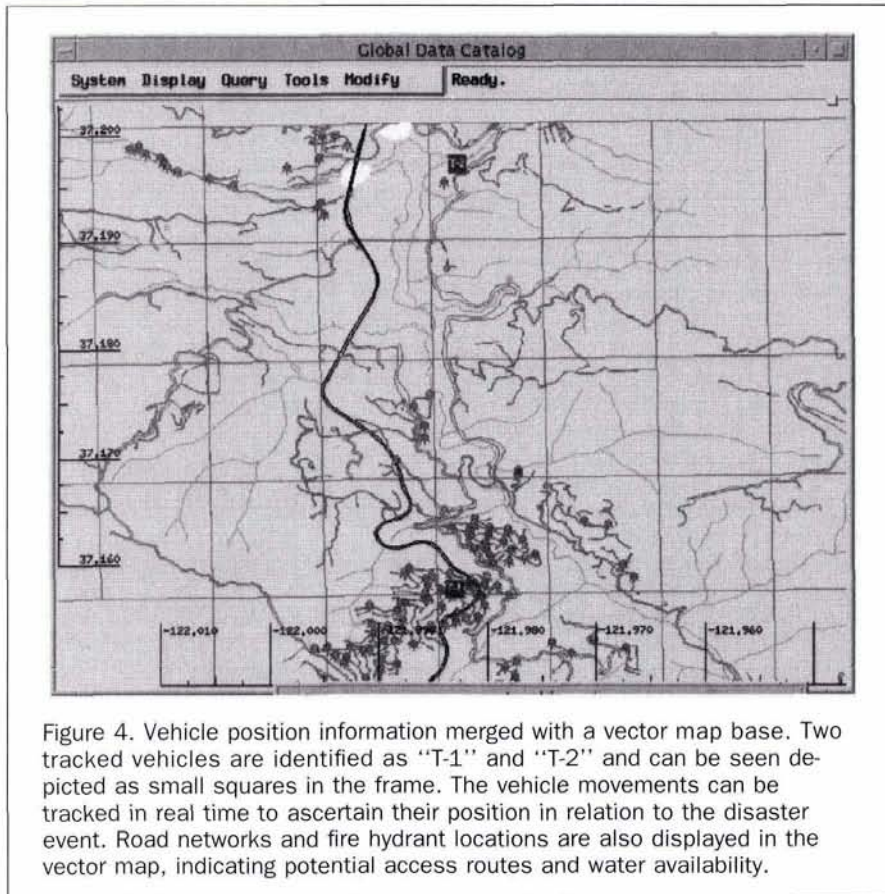 Global Data Catalog
System Display Query Tools Modify Ready.
37,200
37,190
37,180
37,170
37,160
-122,010 -122,000 -121,990 -121,980 -121,970 -121,960
Figure 4. Vehicle position information merged with a vector map base. Two
tracked vehicles are identified as “T-1” and “T-2” and can be seen de-
picted as small squares in the frame. The vehicle movements can be
tracked in real time to ascertain their position in relation to the disaster
event. Road networks and fire hydrant locations are also displayed in the
vector map, indicating potential access routes and water availability.